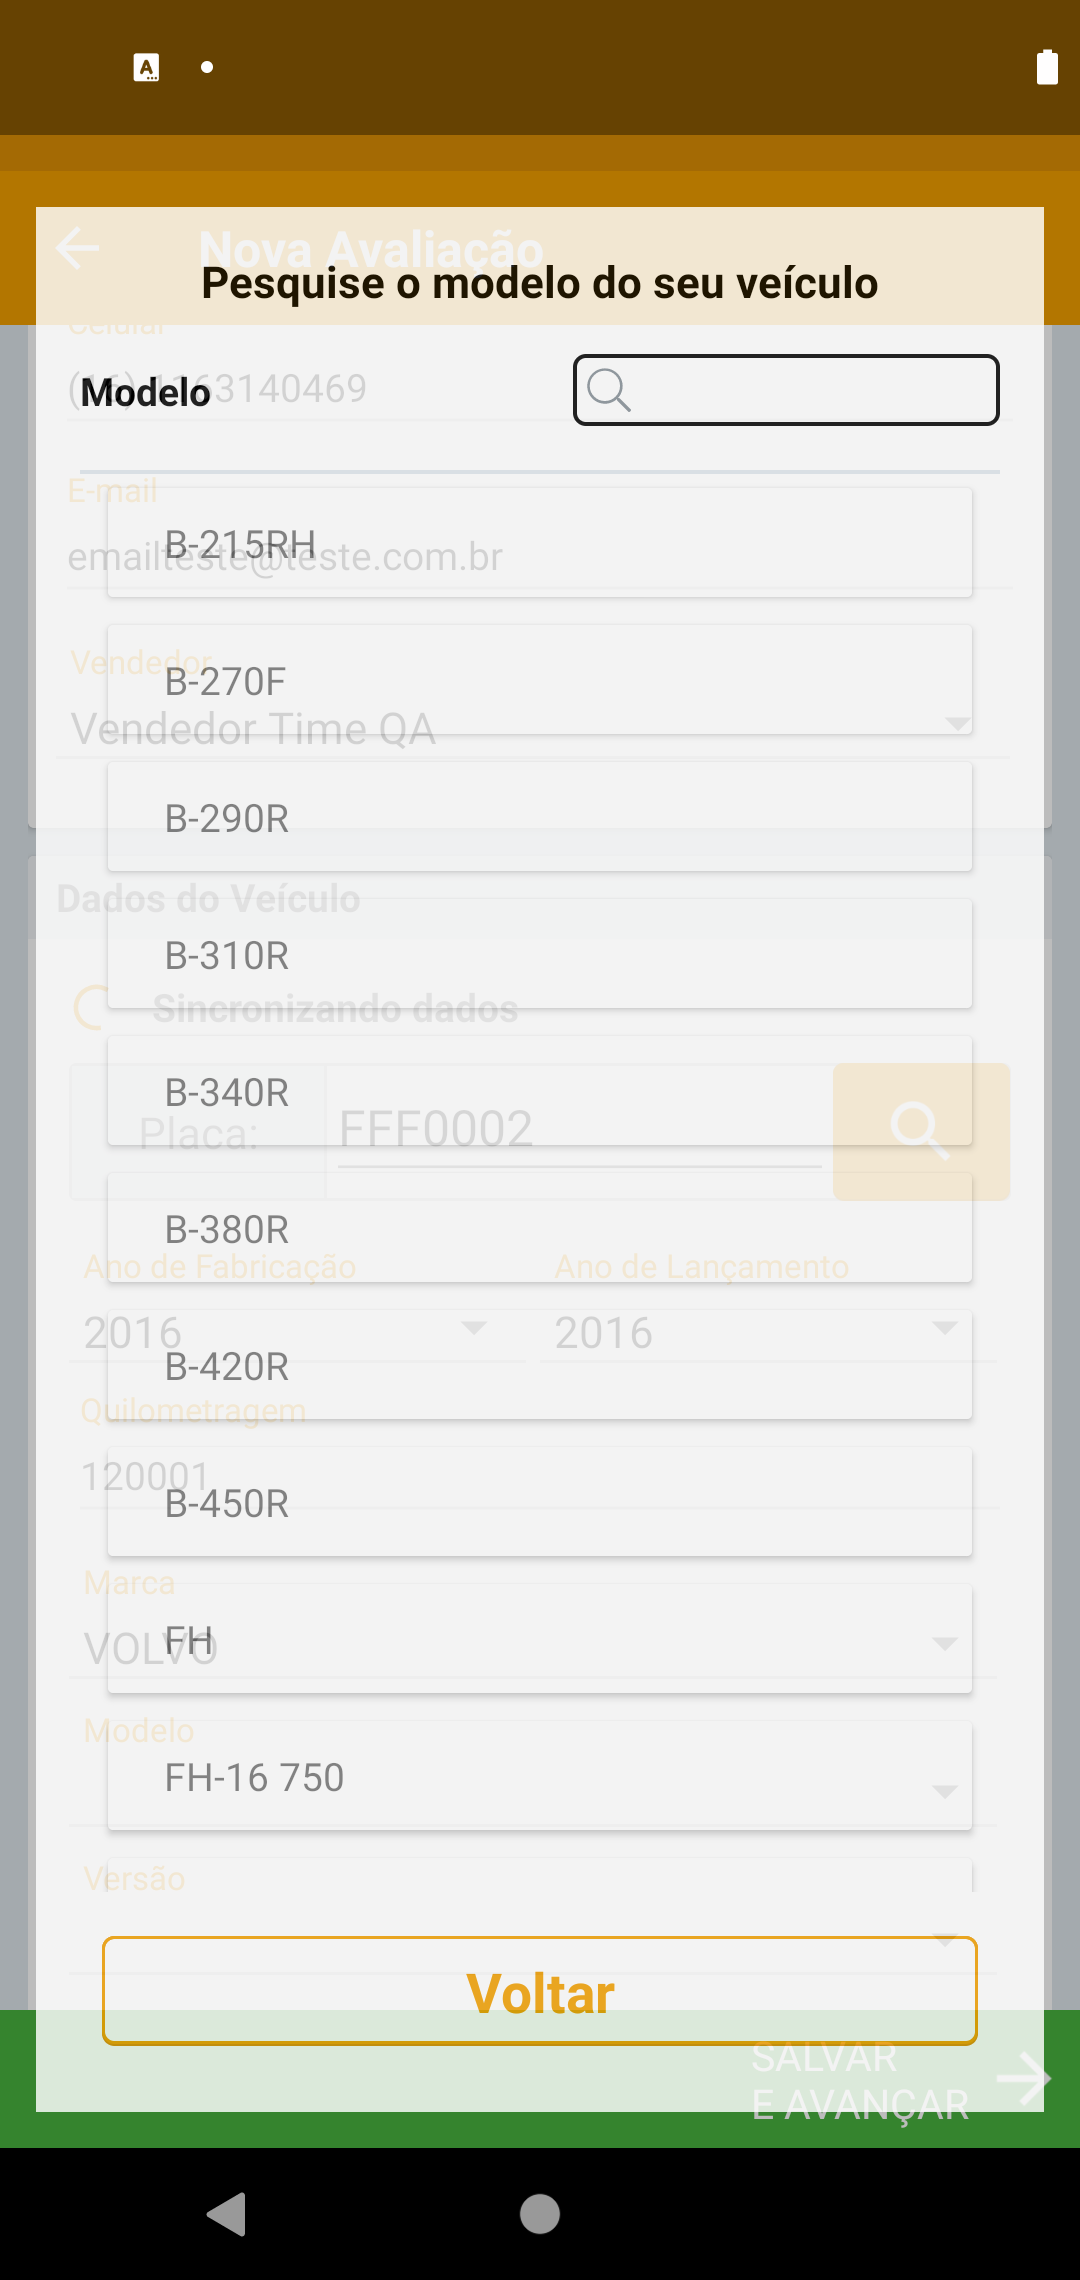 Nova Avaliação
Pesquise o modelo do seu veículo
Celular
(16) 1163140469
Modelo
E-mail
B-215RH
emailteste@teste.com.br
Vendedor
B-270F
Vendedor Time QA
B-290R
Dados do Veículo
B-310R
Sincronizando dados
B-340R
Placa: FFF0002
B-380R
Ano de Fabricação Ano de Lançamento
2016 2016
B-420R
Quilometragem
120001
B-450R
Marca
VOLVO
FH
Modelo
FH-16 750
Versão
Voltar
SALVAR
E AVANÇAR